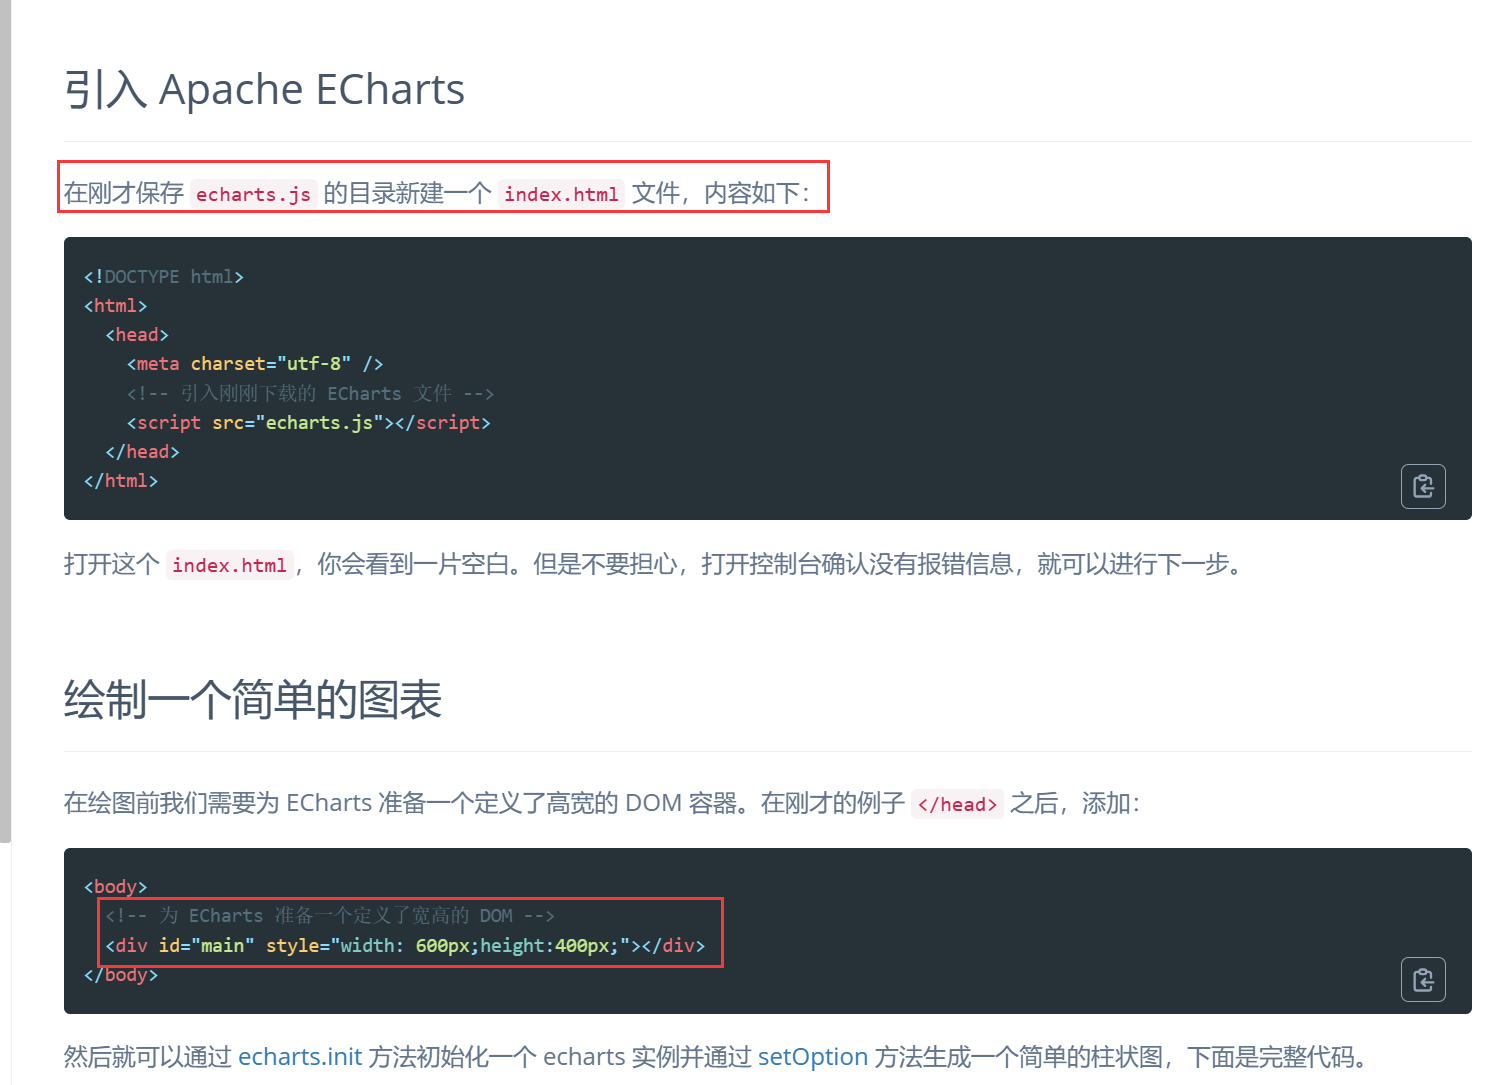 引入 Apache ECharts
在刚才保存 echarts.js 的目录新建一个 index.html 文件，内容如下：
<!DOCTYPE html>
<html>
  <head>
    <meta charset="utf-8" />
    <!-- 引入刚刚下载的 ECharts 文件 -->
    <script src="echarts.js"></script>
  </head>
</html>
打开这个 index.html，你会看到一片空白。但是不要担心，打开控制台确认没有报错信息，就可以进行下一步。
绘制一个简单的图表
在绘图前我们需要为 ECharts 准备一个定义了高宽的 DOM 容器。在刚才的例子 </head> 之后，添加：
<body>
  <!-- 为 ECharts 准备一个定义了宽高的 DOM -->
  <div id="main" style="width: 600px;height:400px;"></div>
</body>
然后就可以通过 echarts.init 方法初始化一个 echarts 实例并通过 setOption 方法生成一个简单的柱状图，下面是完整代码。